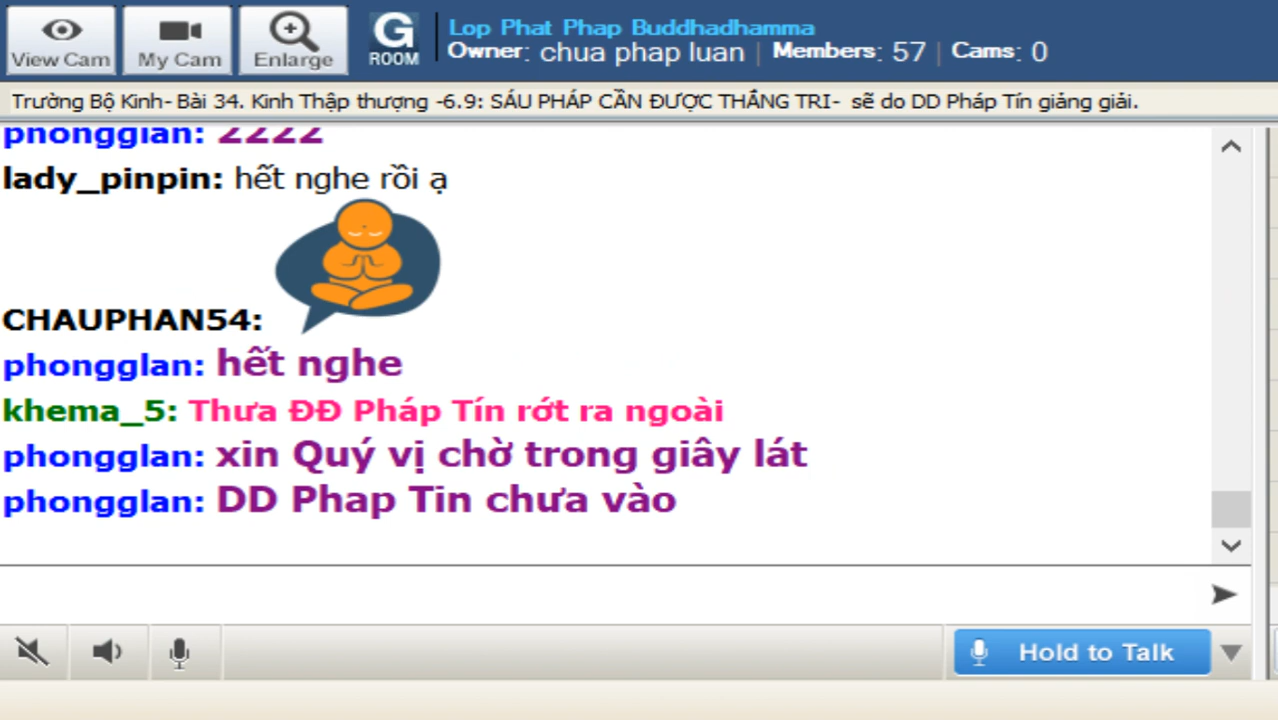 View Cam
My Cam
Enlarge
G ROOM
Lop Phat Phap Buddhadhamma
Owner: chua phap luan | Members: 57 | Cams: 0
Trường Bộ Kinh- Bài 34. Kinh Thập thượng -6.9: SÁU PHÁP CẦN ĐƯỢC THẮNG TRI- sẽ do DD Pháp Tín giảng giải.
phongglan: 2222
lady_pinpin: hết nghe rồi ạ
CHAUPHAN54:
phongglan: hết nghe
khema_5: Thưa ĐĐ Pháp Tín rớt ra ngoài
phongglan: xin Quý vị chờ trong giây lát
phongglan: DD Phap Tin chưa vào
Hold to Talk